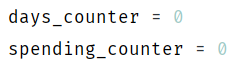 days_counter = 0
spending_counter = 0